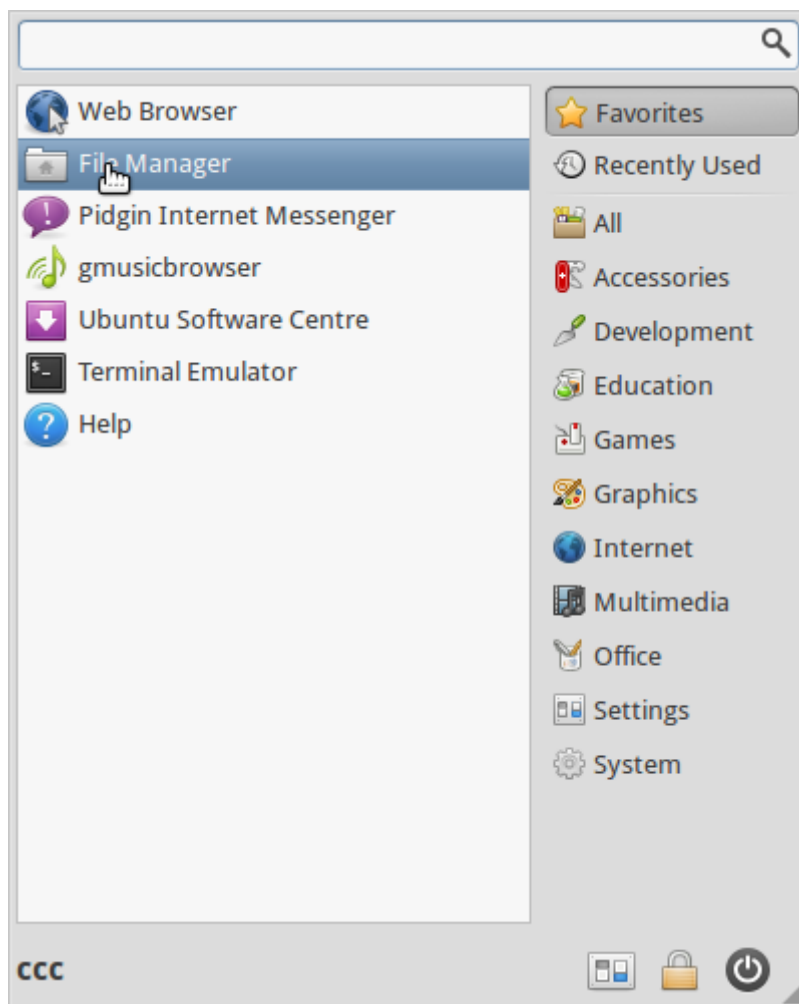 Web Browser
File Manager
Pidgin Internet Messenger
gmusicbrowser
Ubuntu Software Centre
Terminal Emulator
Help
Favorites
Recently Used
All
Accessories
Development
Education
Games
Graphics
Internet
Multimedia
Office
Settings
System
ccc